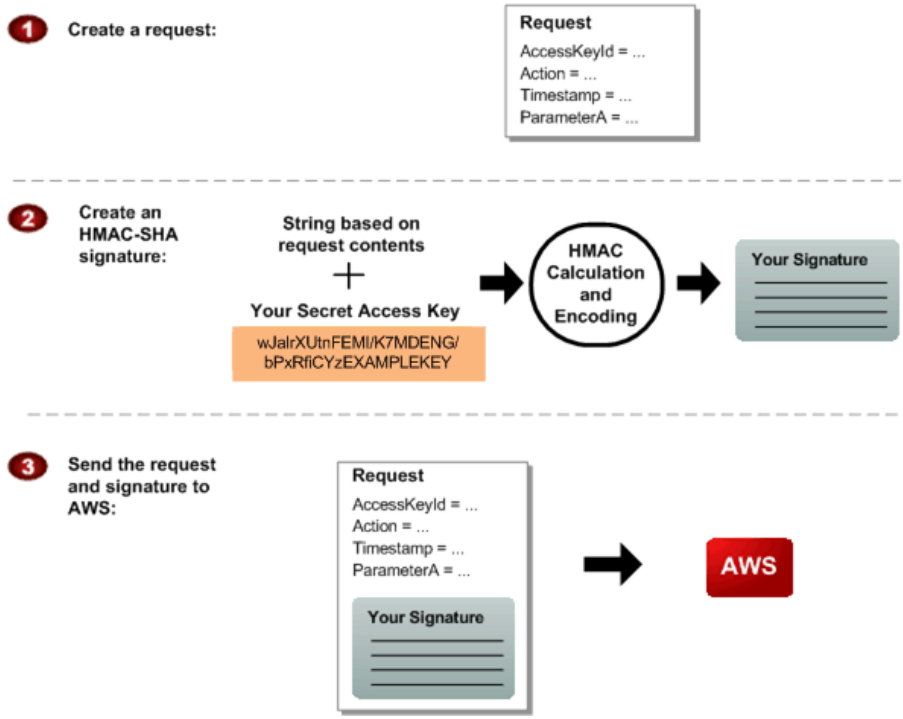 1 Create a request:
Request
AccessKeyId = ...
Action = ...
Timestamp = ...
ParameterA = ...
2 Create an
HMAC-SHA
signature:
String based on
request contents
+
Your Secret Access Key
wJalrXUtnFEMI/K7MDENG/
bPxRfiCYzEXAMPLEKEY
HMAC
Calculation
and
Encoding
Your Signature
3 Send the request
and signature to
AWS:
Request
AccessKeyId = ...
Action = ...
Timestamp = ...
ParameterA = ...
Your Signature
AWS